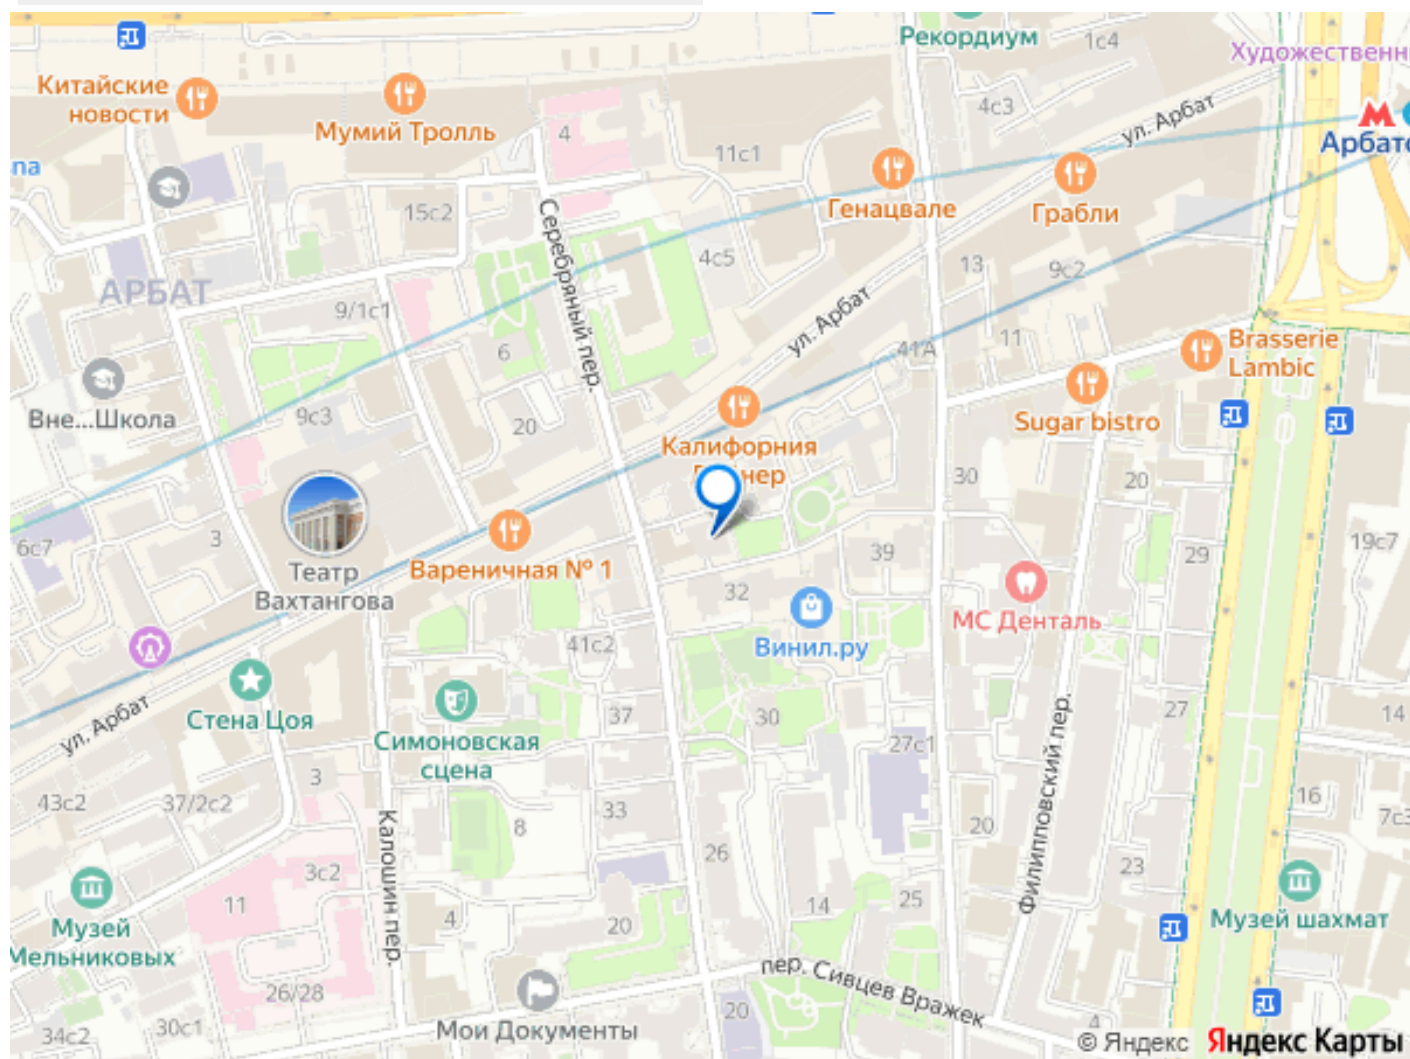 Рекордиум
1с4
Художественн
Китайские
новости
Мумий Тролль
4
4с3
ул. Арбат
Арбатс
11с1
па
15с2
Генацвале
Грабли
Серебряный пер.
4с5
13
9с2
АРБАТ
9/1с1
ул. Арбат
6
41А
11
Brasserie
Lambic
Вне...Школа
9с3
20
Калифорния
нер
Sugar bistro
30
20
6с7
3
Театр
Вахтангова
Вареничная № 1
39
29
19с7
32
МС Денталь
41с2
Винил.ру
ул. Арбат
Стена Цоя
Симоновская
сцена
37
30
27с1
27
14
Филипповский пер.
3
43с2
37/2с2
Калошин пер.
8
33
20
16
7с3
3с2
26
23
Музей
Мельниковых
11
4
20
14
25
Музей шахмат
пер. Сивцев Вражек
26/28
34с2
30с1
Мои Документы
20
4
© Яндекс Яндекс Карты